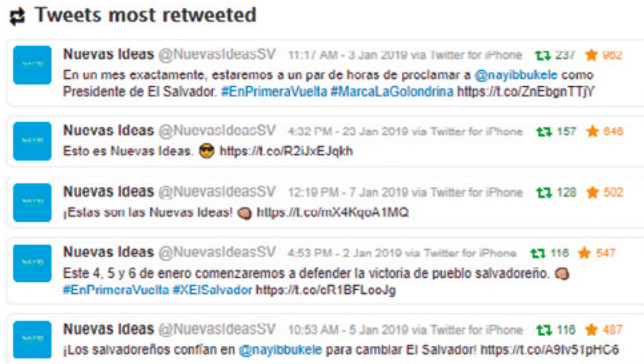 Tweets most retweeted
Nuevas Ideas @NuevasIdeasSV 11:17 AM - 3 Jan 2019 via Twitter for iPhone 237 962
En un mes exactamente, estaremos a un par de horas de proclamar a @nayibbukele como
Presidente de El Salvador. #EnPrimeraVuelta #MarcaLaGolondrina https://t.co/ZnEbgnTTjY
Nuevas Ideas @NuevasIdeasSV 4:32 PM - 23 Jan 2019 via Twitter for iPhone 157 646
Esto es Nuevas Ideas. 😎 https://t.co/R2iJxEJqkh
Nuevas Ideas @NuevasIdeasSV 12:19 PM - 7 Jan 2019 via Twitter for iPhone 128 502
¡Estas son las Nuevas Ideas! https://t.co/mX4KqoA1MQ
Nuevas Ideas @NuevasIdeasSV 4:53 PM - 2 Jan 2019 via Twitter for iPhone 116 547
Este 4, 5 y 6 de enero comenzaremos a defender la victoria de pueblo salvadoreño.
#EnPrimeraVuelta #XElSalvador https://t.co/cR1BFLooJg
Nuevas Ideas @NuevasIdeasSV 10:53 AM - 5 Jan 2019 via Twitter for iPhone 116 487
¡Los salvadoreños confían en @nayibbukele para cambiar El Salvador! https://t.co/A9Iv51pHC6